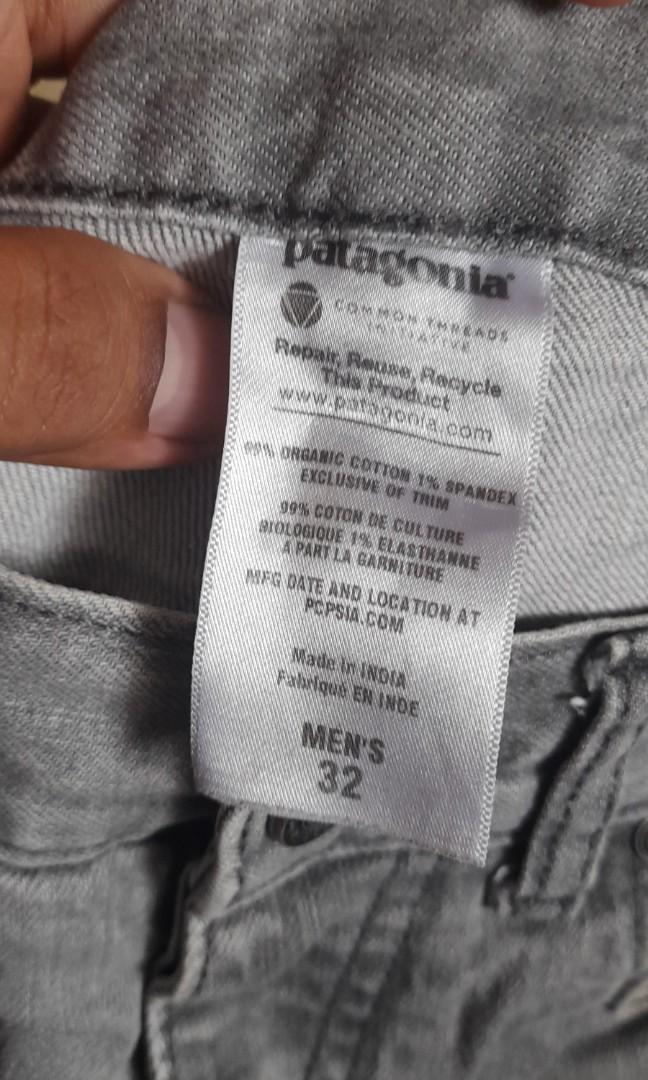 patagonia®
COMMON THREADS
INITIATIVE
Repair, Reuse, Recycle
This Product
www.patagonia.com
99% ORGANIC COTTON 1% SPANDEX
EXCLUSIVE OF TRIM
99% COTON DE CULTURE
BIOLOGIQUE 1% ELASTHANNE
À PART LA GARNITURE
MFG DATE AND LOCATION AT
PCPSIA.COM
Made in INDIA
Fabriqué EN INDE
MEN'S
32